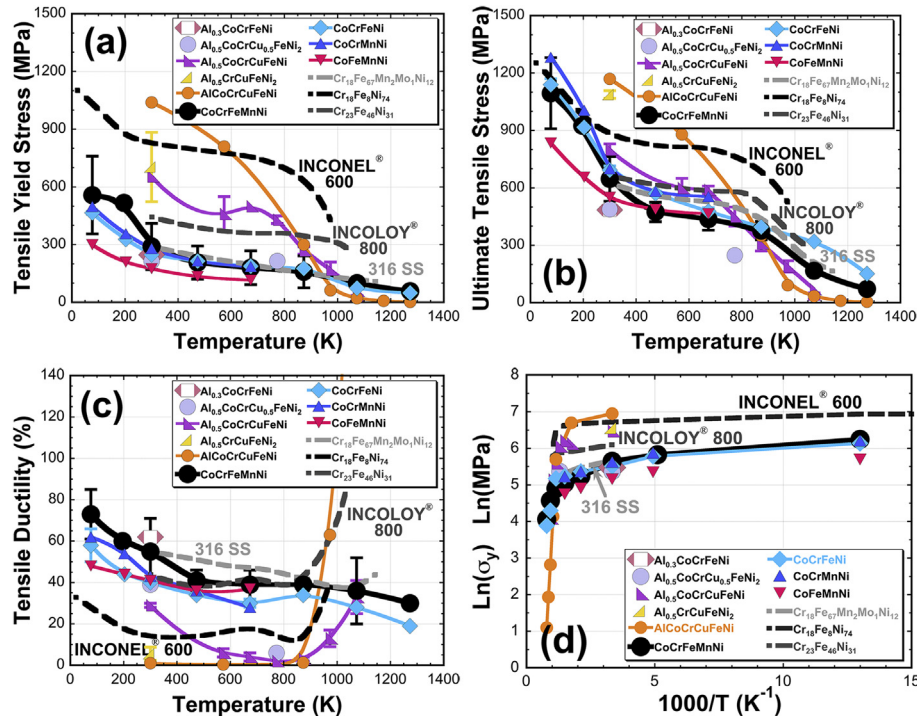 (a)
Tensile Yield Stress (MPa)
1500
1200
900
600
300
0
0 200 400 600 800 1000 1200 1400
Temperature (K)
Al0.3CoCrFeNi
Al0.5CoCrCu0.5FeNi2
Al0.5CoCrCuFeNi
Al0.5CrCuFeNi2
AlCoCrCuFeNi
CoCrFeMnNi
CoCrFeNi
CoCrMnNi
CoFeMnNi
Cr18Fe67Mn2Mo1Ni12
Cr18Fe8Ni74
Cr23Fe46Ni31
INCONEL®
600
INCOLOY®
800
316 SS
(b)
Ultimate Tensile Stress (MPa)
1500
1200
900
600
300
0
0 200 400 600 800 1000 1200 1400
Temperature (K)
Al0.3CoCrFeNi
Al0.5CoCrCu0.5FeNi2
Al0.5CoCrCuFeNi
Al0.5CrCuFeNi2
AlCoCrCuFeNi
CoCrFeMnNi
CoCrFeNi
CoCrMnNi
CoFeMnNi
Cr18Fe67Mn2Mo1Ni12
Cr18Fe8Ni74
Cr23Fe46Ni31
INCONEL®
600
INCOLOY®
800
316 SS
(c)
Tensile Ductility (%)
140
120
100
80
60
40
20
0
0 200 400 600 800 1000 1200 1400
Temperature (K)
Al0.3CoCrFeNi
Al0.5CoCrCu0.5FeNi2
Al0.5CoCrCuFeNi
Al0.5CrCuFeNi2
AlCoCrCuFeNi
CoCrFeMnNi
CoCrFeNi
CoCrMnNi
CoFeMnNi
Cr18Fe67Mn2Mo1Ni12
Cr18Fe8Ni74
Cr23Fe46Ni31
INCOLOY®
800
316 SS
INCONEL® 600
(d)
Ln(σy) Ln(MPa)
8
7
6
5
4
3
2
1
0
0 5 10 15
1000/T (K-1)
INCONEL® 600
INCOLOY® 800
316 SS
Al0.3CoCrFeNi
Al0.5CoCrCu0.5FeNi2
Al0.5CoCrCuFeNi
Al0.5CrCuFeNi2
AlCoCrCuFeNi
CoCrFeMnNi
CoCrFeNi
CoCrMnNi
CoFeMnNi
Cr18Fe67Mn2Mo1Ni12
Cr18Fe8Ni74
Cr23Fe46Ni31